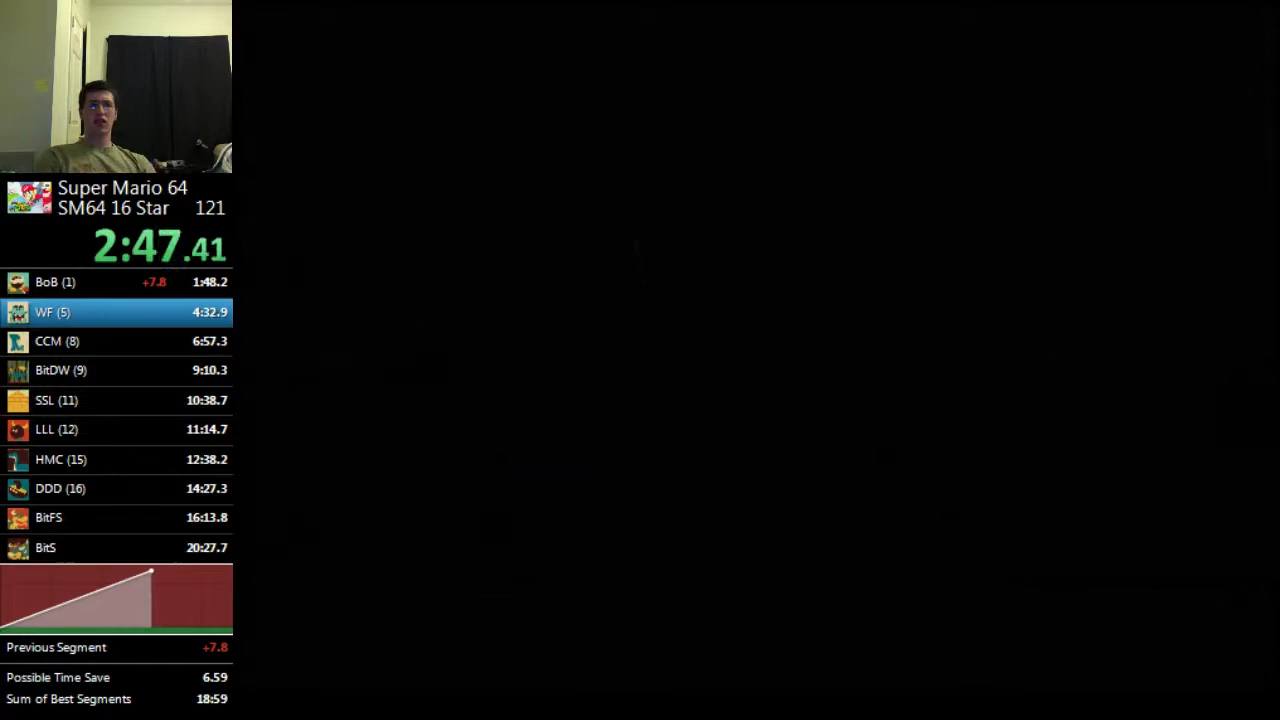 Super Mario 64
SM64 16 Star 121
2:47.41
BoB (1) +7.8 1:48.2
WF (5) 4:32.9
CCM (8) 6:57.3
BitDW (9) 9:10.3
SSL (11) 10:38.7
LLL (12) 11:14.7
HMC (15) 12:38.2
DDD (16) 14:27.3
BitFS 16:13.8
BitS 20:27.7
Previous Segment +7.8
Possible Time Save 6.59
Sum of Best Segments 18:59